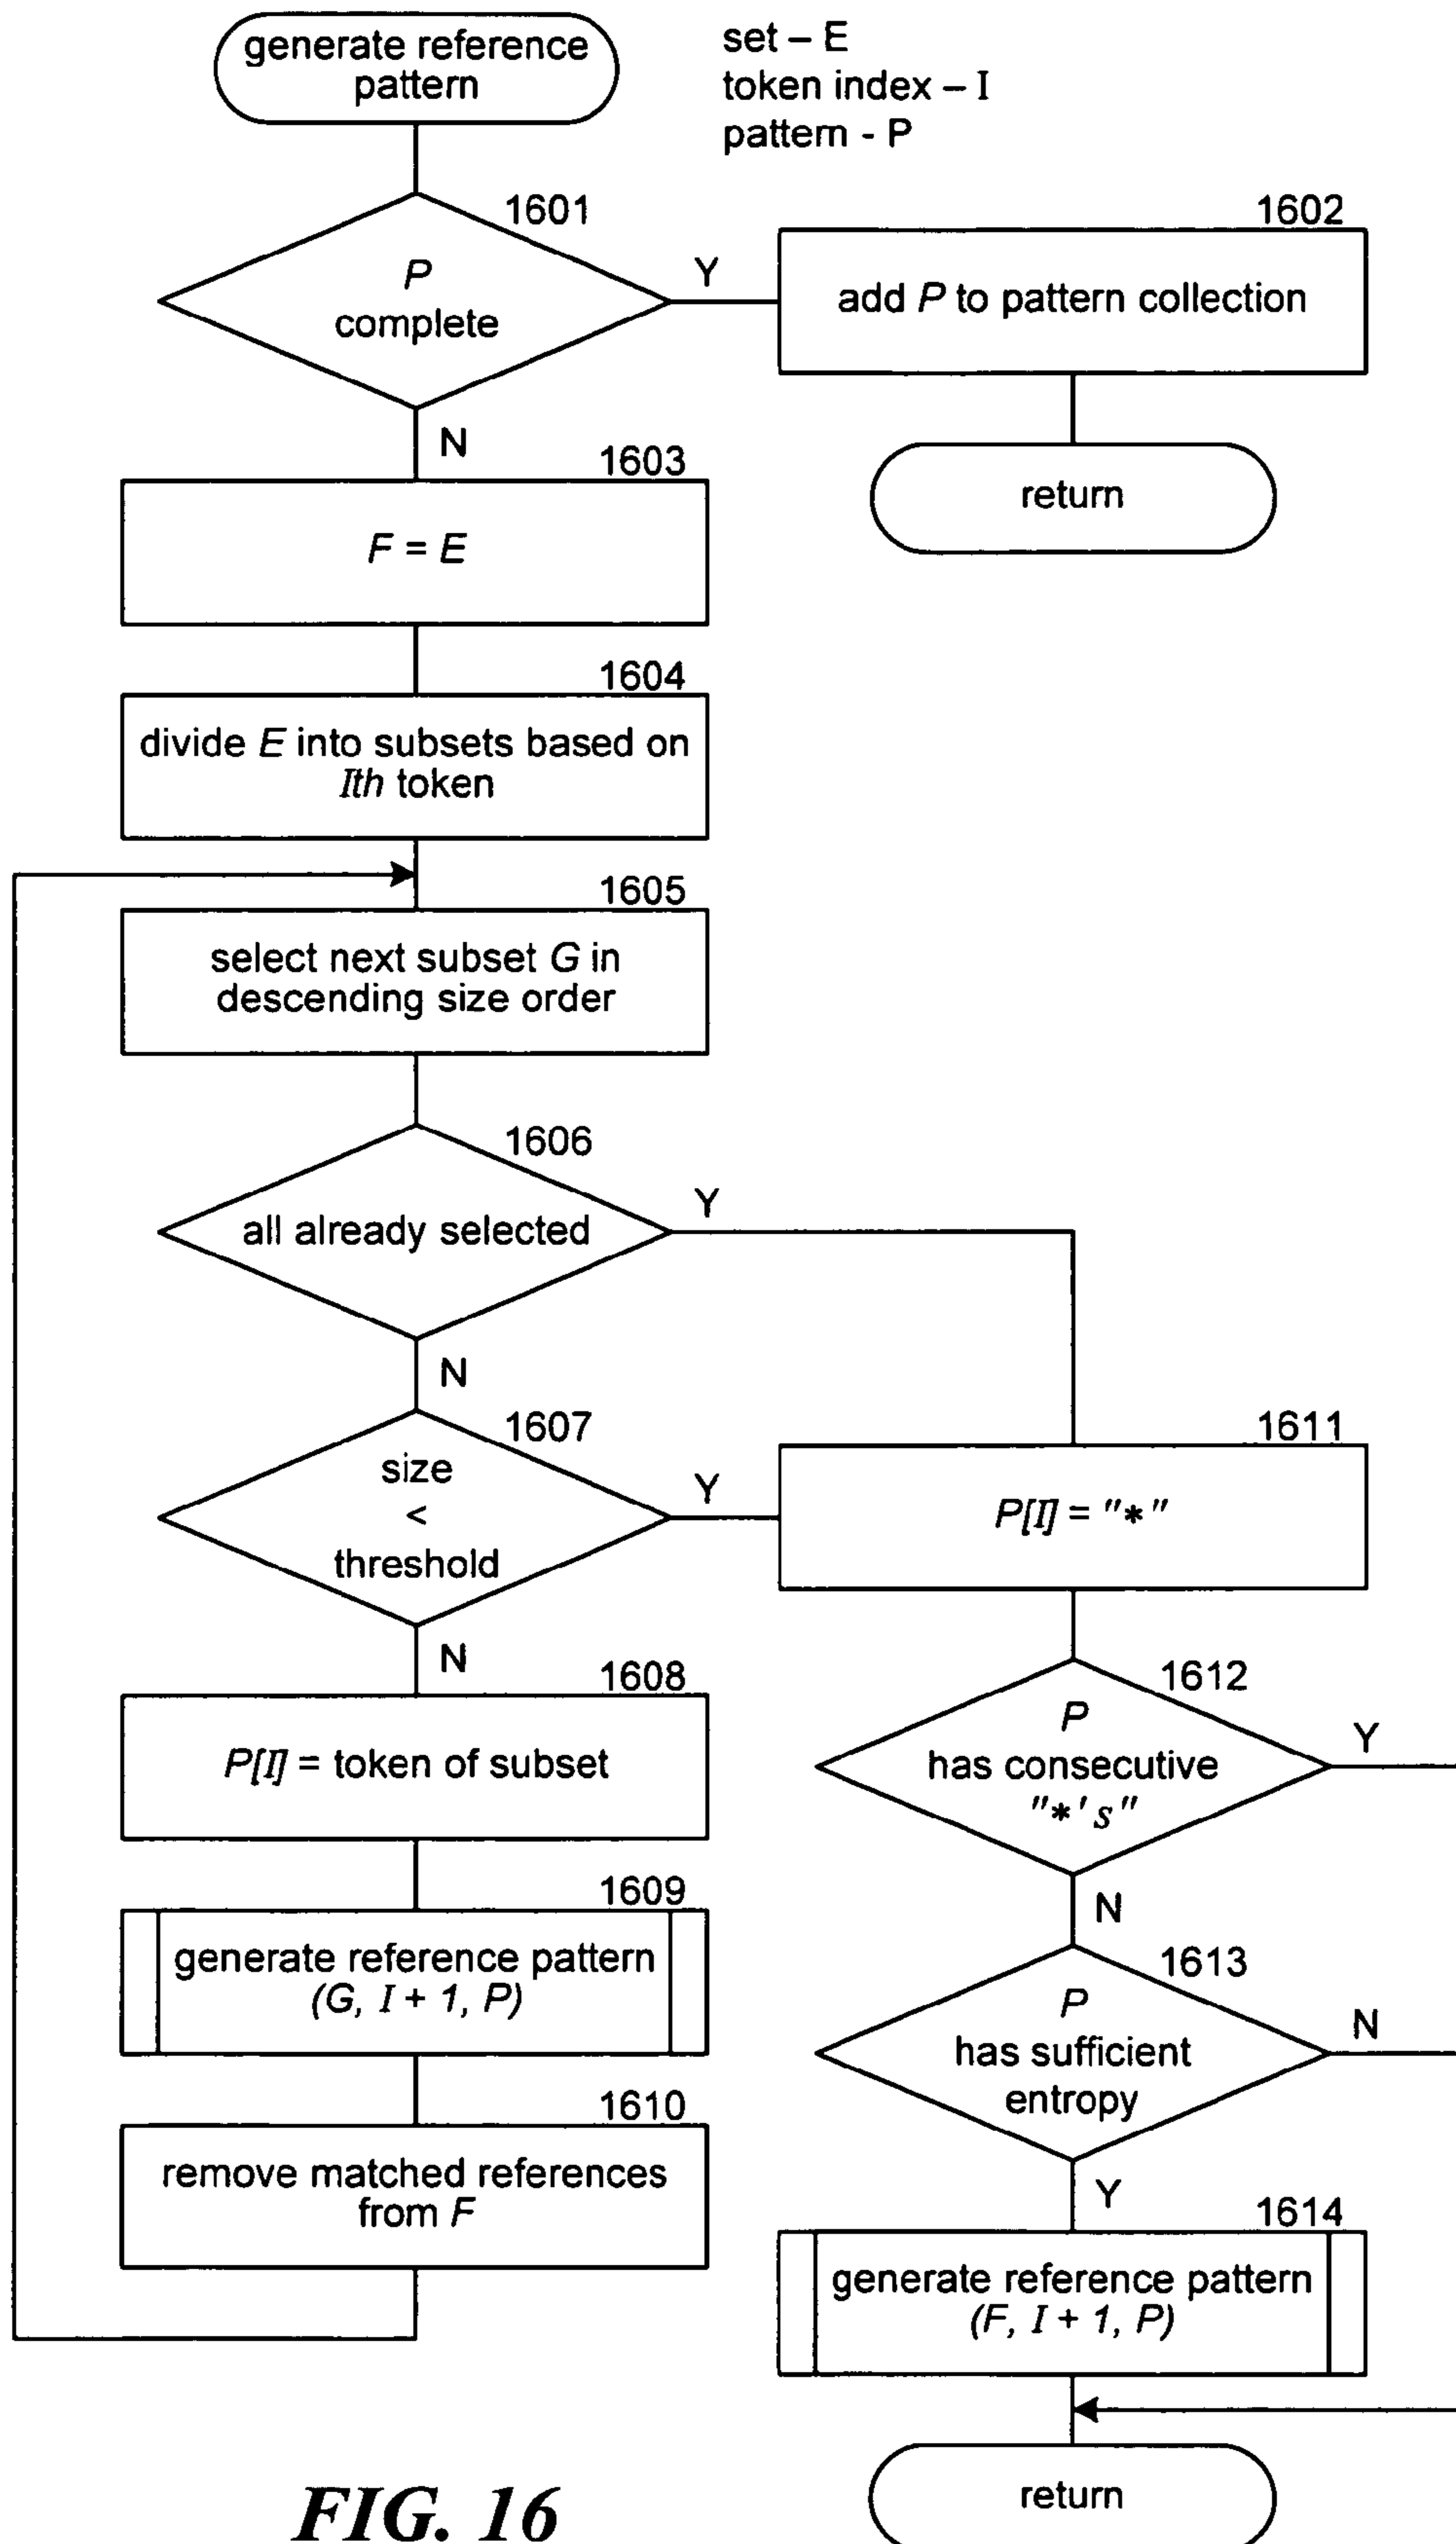 generate reference
pattern
set – E
token index – I
pattern - P
1601
P
complete
Y
1602
add P to pattern collection
return
N
1603
F = E
1604
divide E into subsets based on
Ith token
1605
select next subset G in
descending size order
1606
all already selected
Y
N
1607
size
<
threshold
Y
1611
P[I] = "*"
N
1608
P[I] = token of subset
1612
P
has consecutive
"*'s"
Y
N
1609
generate reference pattern
(G, I + 1, P)
1613
P
has sufficient
entropy
N
Y
1610
remove matched references
from F
1614
generate reference pattern
(F, I + 1, P)
return
FIG. 16